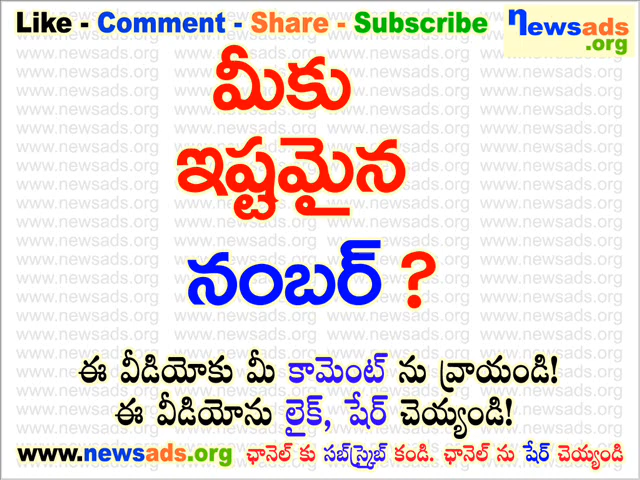 Like - Comment - Share - Subscribe
newsads
.org
మీకు
ఇష్టమైన
నంబర్ ?
ఈ వీడియోకు మీ కామెంట్ ను వ్రాయండి!
ఈ వీడియోను లైక్, షేర్ చెయ్యండి!
www.newsads.org ఛానెల్ కు సబ్‌స్క్రైబ్ కండి. ఛానెల్ ను షేర్ చెయ్యండి